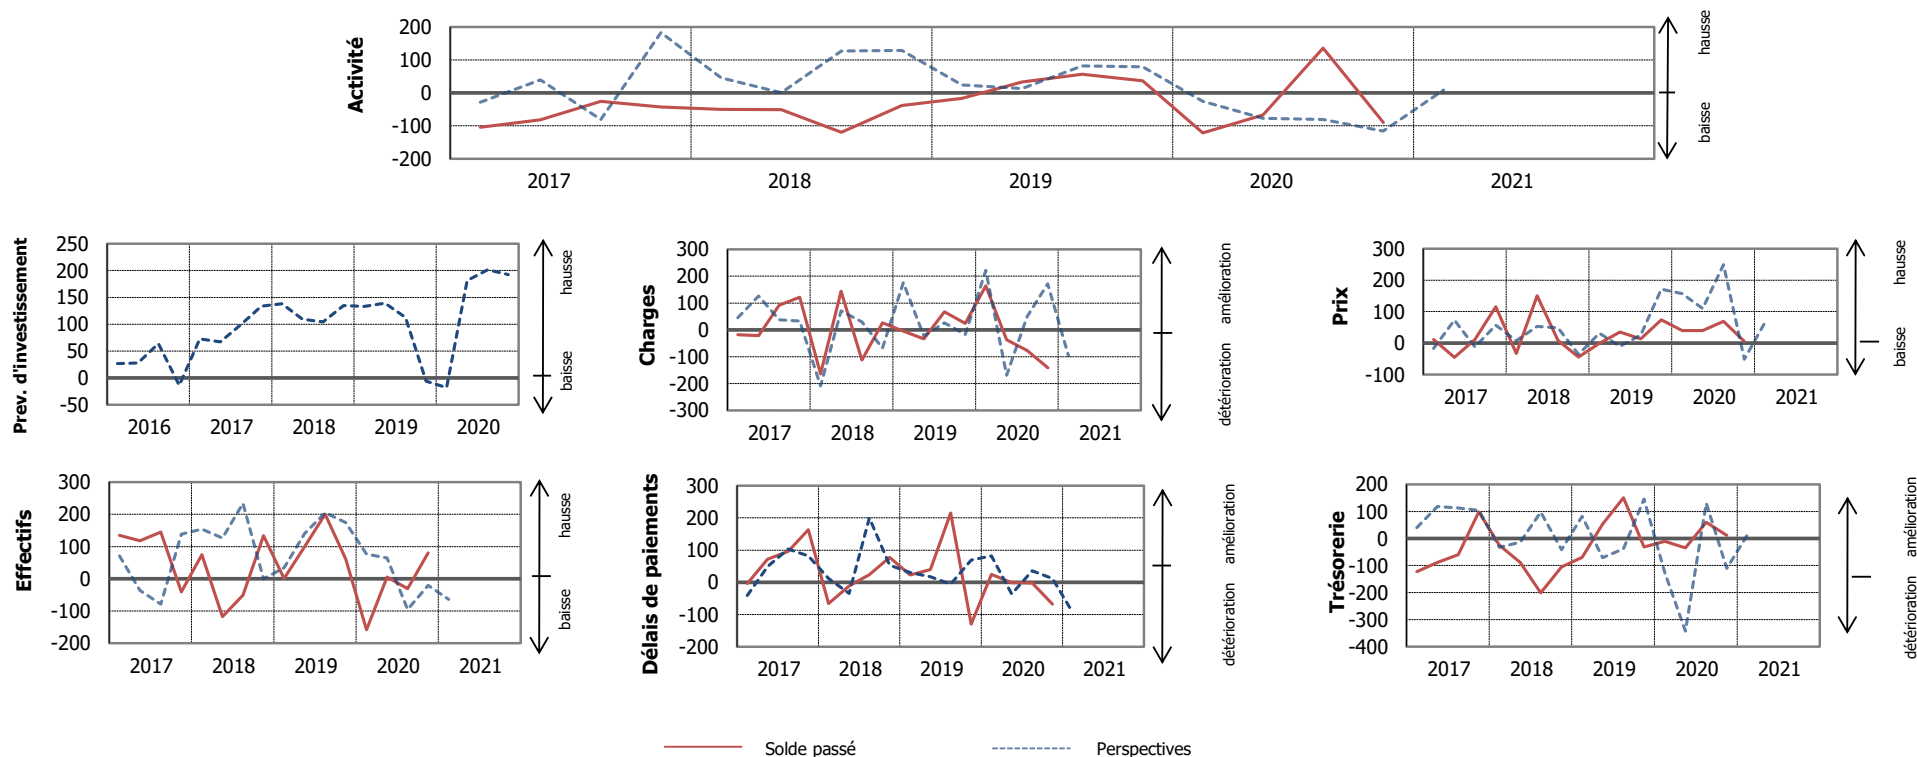 Activité
200
100
0
-100
-200
2017 2018 2019 2020 2021
hausse
baisse
Prev. d'investissement
250
200
150
100
50
0
-50
2016 2017 2018 2019 2020
hausse
baisse
Charges
300
200
100
0
-100
-200
-300
2017 2018 2019 2020 2021
amélioration
détérioration
Prix
300
200
100
0
-100
2017 2018 2019 2020 2021
hausse
baisse
Effectifs
300
200
100
0
-100
-200
2017 2018 2019 2020 2021
hausse
baisse
Délais de paiements
300
200
100
0
-100
-200
2017 2018 2019 2020 2021
amélioration
détérioration
Trésorerie
200
100
0
-100
-200
-300
-400
2017 2018 2019 2020 2021
amélioration
détérioration
Solde passé
Perspectives